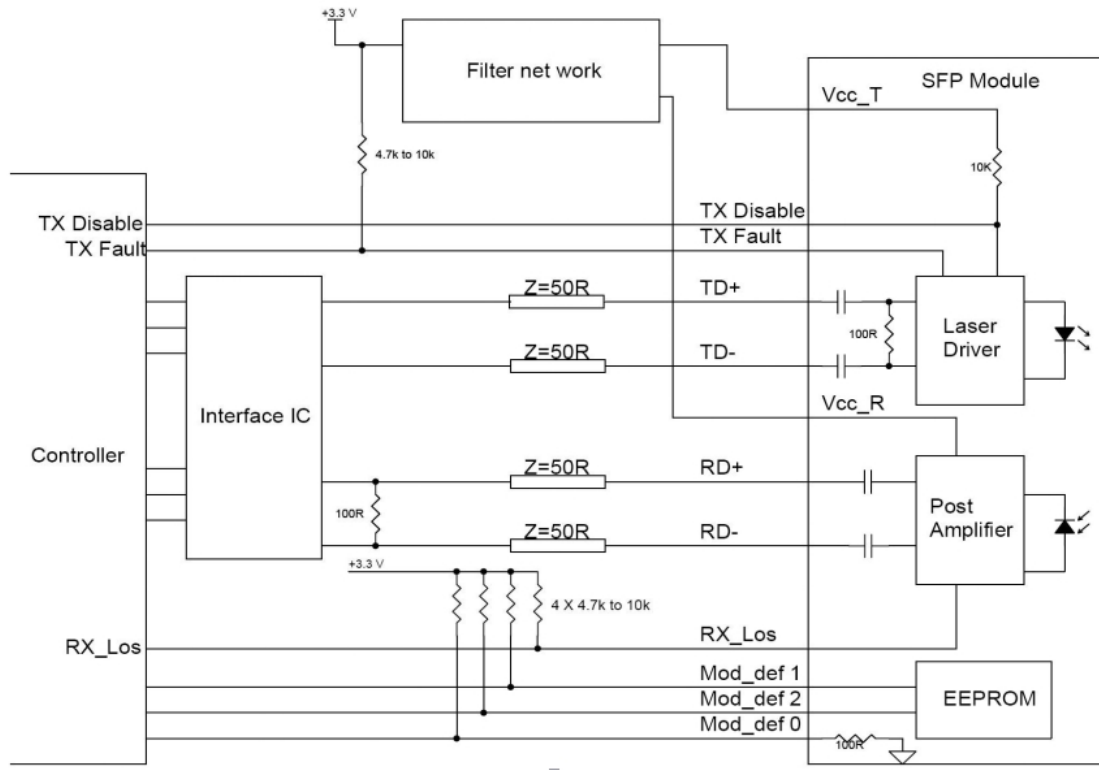 +3.3 V
Filter net work
SFP Module
Vcc_T
4.7k to 10k
10K
TX Disable
TX Disable
TX Fault
TX Fault
Z=50R
TD+
100R
Laser
Driver
Z=50R
TD-
Interface IC
Vcc_R
Controller
Z=50R
RD+
100R
Post
Amplifier
Z=50R
RD-
+3.3 V
4 X 4.7k to 10k
RX_Los
RX_Los
Mod_def 1
EEPROM
Mod_def 2
Mod_def 0
100R